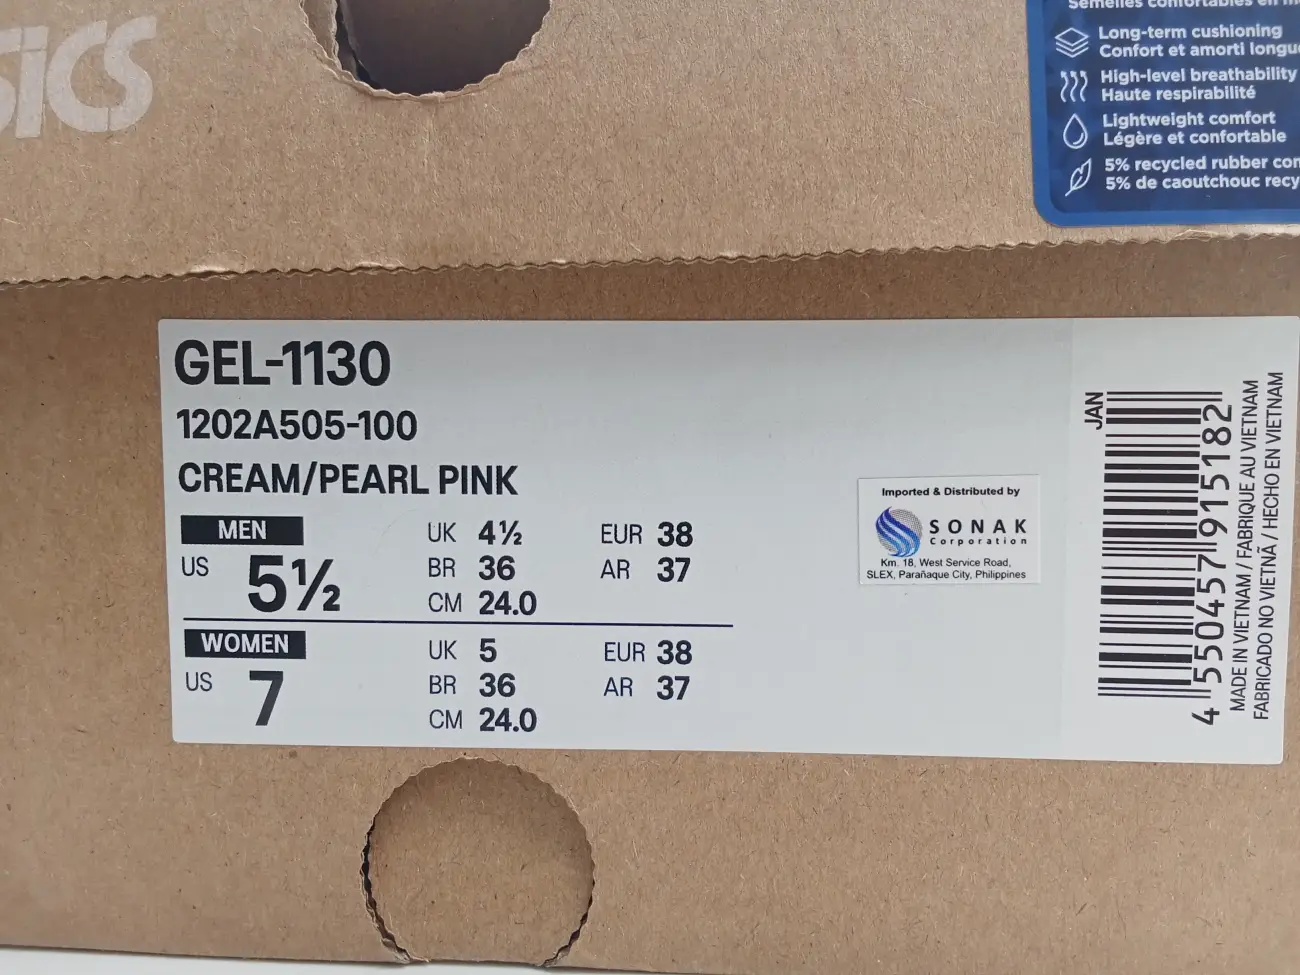 Long-term cushioning
High-level breathability
Haute respirabilité
Lightweight comfort
Légère et confortable
5% recycled rubber
5% de caoutchouc
GEL-1130
1202A505-100
CREAM/PEARL PINK
MEN
US 5½
UK 4½ EUR 38
BR 36 AR 37
CM 24.0
WOMEN
US 7
UK 5 EUR 38
BR 36 AR 37
CM 24.0
Imported & Distributed by
SONAK
Corporation
Km. 18, West Service Road,
SLEX, Parañaque City, Philippines
JAN
4 550457 915182
MADE IN VIETNAM / FABRIQUE AU VIETNAM
FABRICADO NO VIETNÃ / HECHO EN VIETNAM